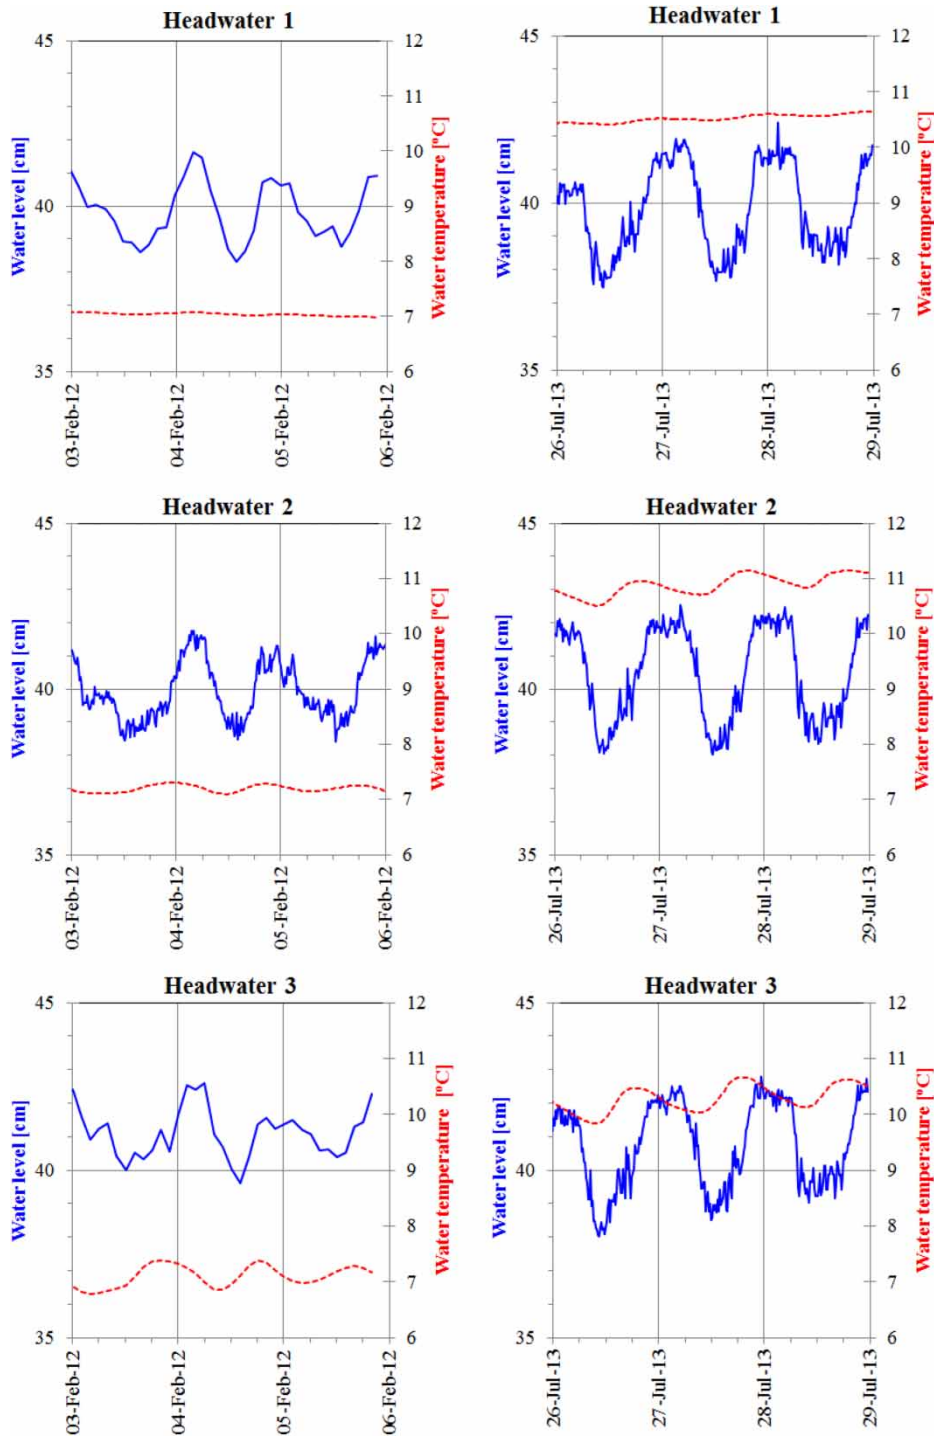 Headwater 1
45
40
35
12
11
10
9
8
7
6
Water level [cm]
Water temperature [ºC]
03-Feb-12
04-Feb-12
05-Feb-12
06-Feb-12
Headwater 1
45
40
35
12
11
10
9
8
7
6
Water level [cm]
Water temperature [ºC]
26-Jul-13
27-Jul-13
28-Jul-13
29-Jul-13
Headwater 2
45
40
35
12
11
10
9
8
7
6
Water level [cm]
Water temperature [ºC]
03-Feb-12
04-Feb-12
05-Feb-12
06-Feb-12
Headwater 2
45
40
35
12
11
10
9
8
7
6
Water level [cm]
Water temperature [ºC]
26-Jul-13
27-Jul-13
28-Jul-13
29-Jul-13
Headwater 3
45
40
35
12
11
10
9
8
7
6
Water level [cm]
Water temperature [ºC]
03-Feb-12
04-Feb-12
05-Feb-12
06-Feb-12
Headwater 3
45
40
35
12
11
10
9
8
7
6
Water level [cm]
Water temperature [ºC]
26-Jul-13
27-Jul-13
28-Jul-13
29-Jul-13